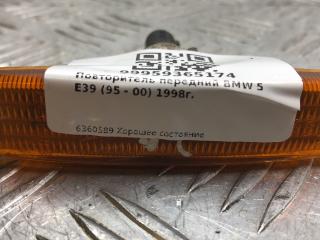 99959365174
Повторитель передний BMW 5
E39 (95 - 00) 1998г.
6360589 Хорошее состояние